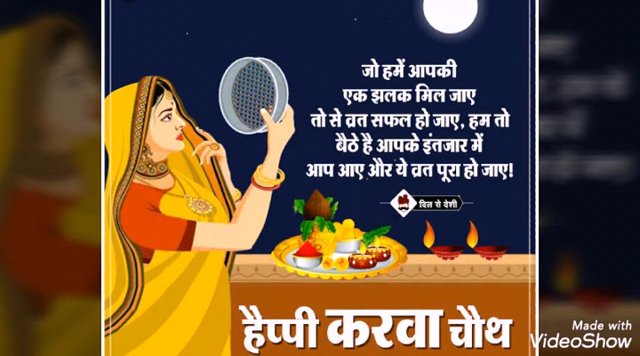 जो हमें आपकी
एक झलक मिल जाए
तो से व्रत सफल हो जाए, हम तो
बैठे है आपके इंतजार में
आप आए और ये व्रत पूरा हो जाए!
दिल से देशी
हैप्पी करवा चौथ
Made with
VideoShow